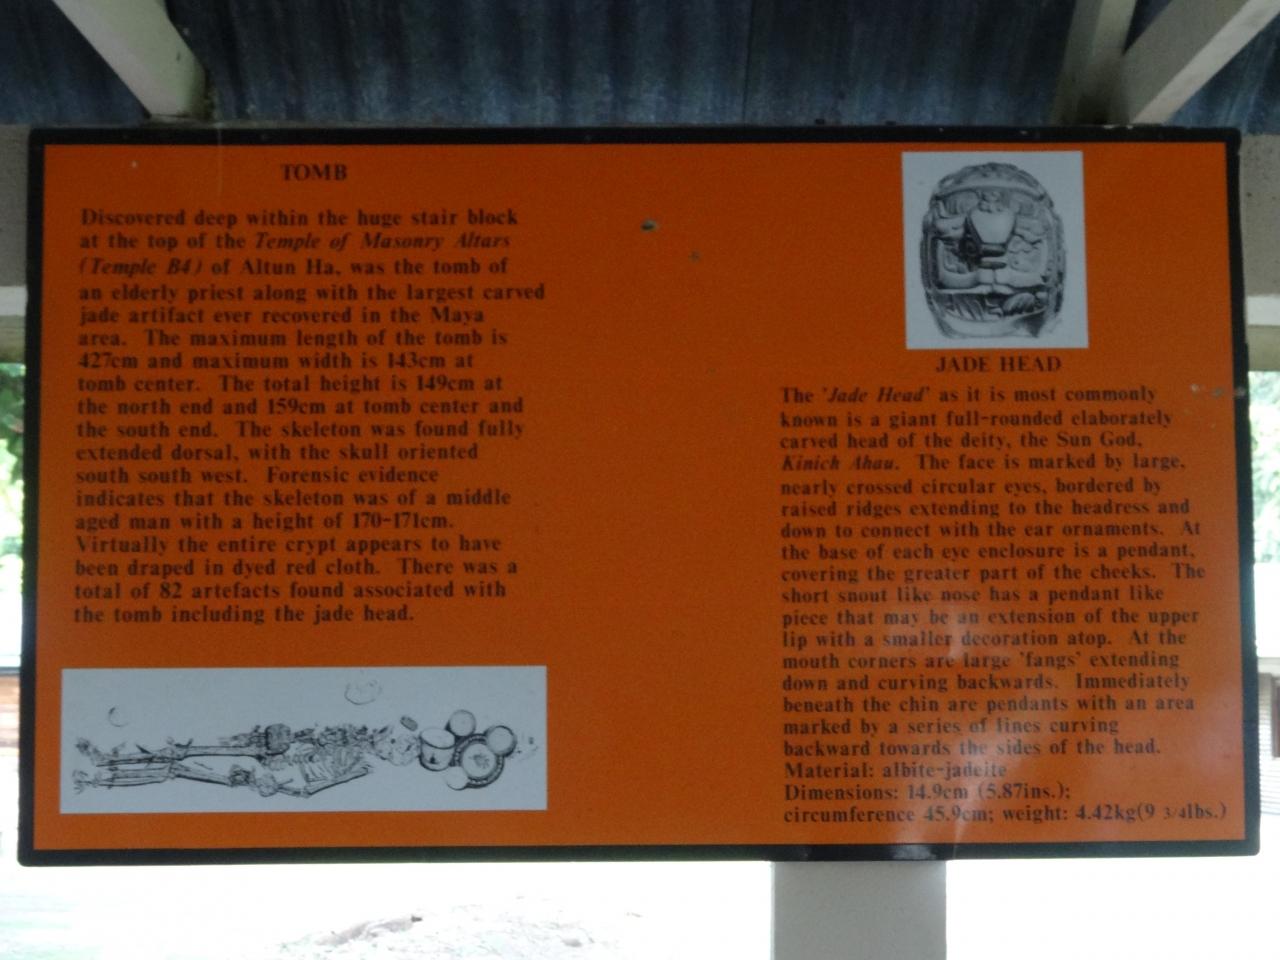 TOMB
Discovered deep within the huge stair block
at the top of the Temple of Masonry Altars
(Temple B4) of Altun Ha, was the tomb of
an elderly priest along with the largest carved
jade artifact ever recovered in the Maya
area. The maximum length of the tomb is
427cm and maximum width is 143cm at
tomb center. The total height is 149cm at
the north end and 159cm at tomb center and
the south end. The skeleton was found fully
extended dorsal, with the skull oriented
south south west. Forensic evidence
indicates that the skeleton was of a middle
aged man with a height of 170-171cm.
Virtually the entire crypt appears to have
been draped in dyed red cloth. There was a
total of 82 artefacts found associated with
the tomb including the jade head.
JADE HEAD
The 'Jade Head' as it is most commonly
known is a giant full-rounded elaborately
carved head of the deity, the Sun God,
Kinich Ahau. The face is marked by large,
nearly crossed circular eyes, bordered by
raised ridges extending to the headress and
down to connect with the ear ornaments. At
the base of each eye enclosure is a pendant,
covering the greater part of the cheeks. The
short snout like nose has a pendant like
piece that may be an extension of the upper
lip with a smaller decoration atop. At the
mouth corners are large 'fangs' extending
down and curving backwards. Immediately
beneath the chin are pendants with an area
marked by a series of lines curving
backward towards the sides of the head.
Material: albite-jadeite
Dimensions: 14.9cm (5.87ins.);
circumference 45.9cm; weight: 4.42kg(9 3/4lbs.)